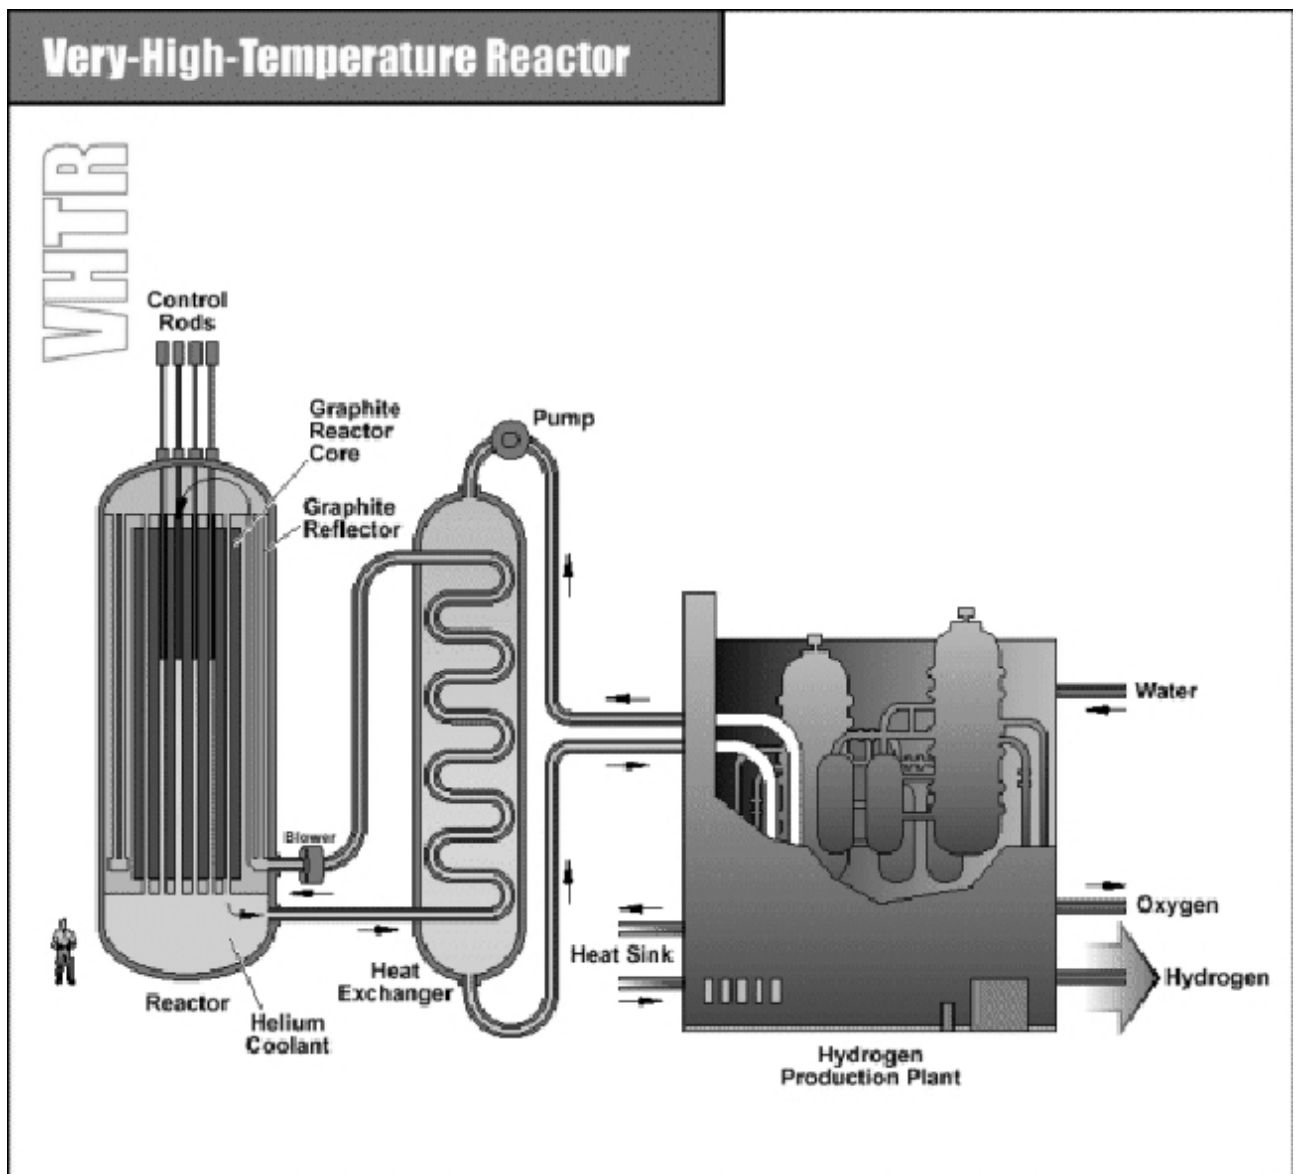 Very-High-Temperature Reactor
VHTR
Control
Rods
Graphite
Reactor
Core
Graphite
Reflector
Pump
Blower
Water
Oxygen
Hydrogen
Heat Sink
Heat
Exchanger
Reactor
Helium
Coolant
Hydrogen
Production Plant